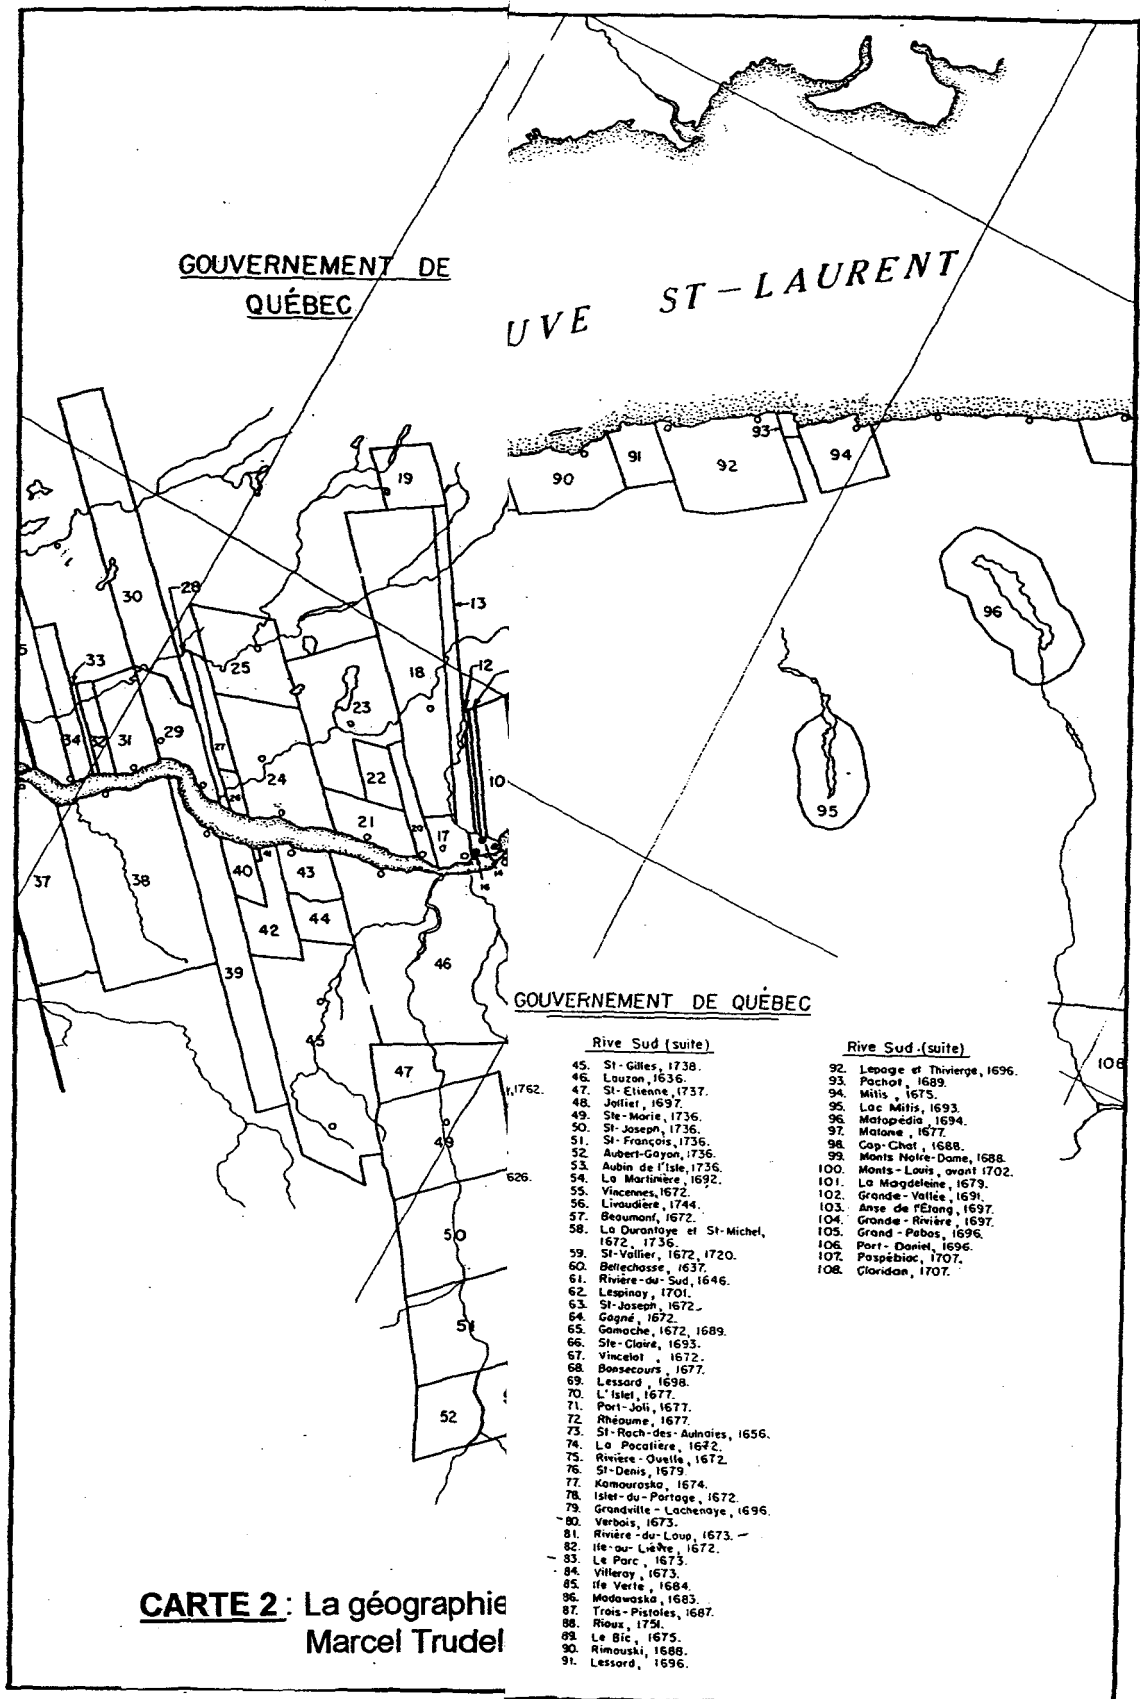 GOUVERNEMENT DE
QUÉBEC
UVE ST-LAURENT
19
30
28
13
12
25
18
33
23
34
32
31
29
27
22
24
10
26
21
20
17
14
16
37
38
40
41
43
42
44
39
46
45
47
49
50
51
52
,1762.
626.
90
91
92
93
94
95
96
108
GOUVERNEMENT DE QUÉBEC
Rive Sud (suite)
45. St-Gilles, 1738.
46. Lauzon, 1636.
47. St-Etienne, 1737.
48. Jolliet, 1697.
49. Ste-Marie, 1736.
50. St-Joseph, 1736.
51. St-François, 1736.
52. Aubert-Gayon, 1736.
53. Aubin de l'Isle, 1736.
54. La Martinière, 1692.
55. Vincennes, 1672.
56. Livaudière, 1744.
57. Beaumont, 1672.
58. La Durantaye et St-Michel,
1672, 1736.
59. St-Vallier, 1672, 1720.
60. Bellechasse, 1637.
61. Rivière-du-Sud, 1646.
62. Lespinay, 1701.
63. St-Joseph, 1672.
64. Gagné, 1672.
65. Gamache, 1672, 1689.
66. Ste-Claire, 1693.
67. Vincelot, 1672.
68. Bonsecours, 1677.
69. Lessard, 1698.
70. L'Islet, 1677.
71. Port-Joli, 1677.
72. Rhéaume, 1677.
73. St-Roch-des-Aulnaies, 1656.
74. La Pocatière, 1672.
75. Rivière-Ouelle, 1672.
76. St-Denis, 1679.
77. Kamouraska, 1674.
78. Islet-du-Portage, 1672.
79. Grandville-Lachenaye, 1696.
80. Verbois, 1673.
81. Rivière-du-Loup, 1673.
82. Ile-au-Lièvre, 1672.
83. Le Parc, 1673.
84. Villeray, 1673.
85. Ile Verte, 1684.
86. Madawaska, 1683.
87. Trois-Pistoles, 1687.
88. Rioux, 1751.
89. Le Bic, 1675.
90. Rimouski, 1688.
91. Lessard, 1696.
Rive Sud (suite)
92. Lepage et Thivierge, 1696.
93. Pachot, 1689.
94. Mitis, 1675.
95. Lac Mitis, 1693.
96. Matapédia, 1694.
97. Matane, 1677.
98. Cap-Chat, 1688.
99. Monts Notre-Dame, 1688.
100. Monts-Louis, avant 1702.
101. La Magdeleine, 1679.
102. Grande-Vallée, 1691.
103. Anse de l'Étang, 1697.
104. Grande-Rivière, 1697.
105. Grand-Pabos, 1696.
106. Port-Daniel, 1696.
107. Paspébiac, 1707.
108. Cloridan, 1707.
CARTE 2 : La géographie
Marcel Trudel